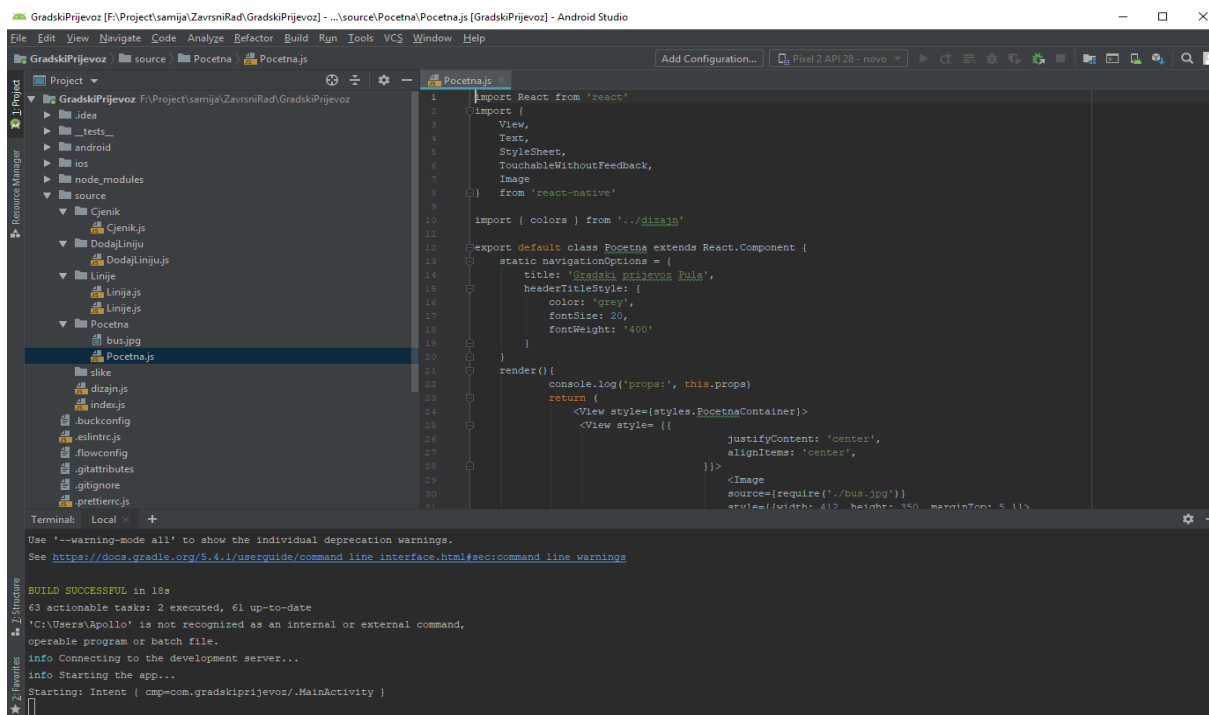 GradskiPrijevoz [F:\Project\samija\ZavrsniRad\GradskiPrijevoz] - ...\source\Pocetna\Pocetna.js [GradskiPrijevoz] - Android Studio
File Edit View Navigate Code Analyze Refactor Build Run Tools VCS Window Help
GradskiPrijevoz source Pocetna Pocetna.js Add Configuration... Pixel 2 API 28 - novo
1: Project
Resource Manager
Project
GradskiPrijevoz F:\Project\samija\ZavrsniRad\GradskiPrijevoz
.idea
__tests__
android
ios
node_modules
source
Cjenik
Cjenik.js
DodajLiniju
DodajLiniju.js
Linije
Linija.js
Linije.js
Pocetna
bus.jpg
Pocetna.js
slike
dizajn.js
index.js
.buckconfig
.eslintrc.js
.flowconfig
.gitattributes
.gitignore
.prettierrc.js
Pocetna.js
1 import React from 'react'
2 import {
3 View,
4 Text,
5 StyleSheet,
6 TouchableWithoutFeedback,
7 Image
8 } from 'react-native'
9
10 import { colors } from '../dizajn'
11
12 export default class Pocetna extends React.Component {
13 static navigationOptions = {
14 title: 'Gradski prijevoz Pula',
15 headerTitleStyle: {
16 color: 'grey',
17 fontSize: 20,
18 fontWeight: '400'
19 }
20 }
21 render(){
22 console.log('props:', this.props)
23 return (
24 <View style={styles.PocetnaContainer}>
25 <View style= {{
26 justifyContent: 'center',
27 alignItems: 'center',
28 }}>
29 <Image
30 source={require('./bus.jpg')}
31 style={{width: 412, height: 350, marginTop: 5 }}>
Terminal: Local +
Use '--warning-mode all' to show the individual deprecation warnings.
See https://docs.gradle.org/5.4.1/userguide/command_line_interface.html#sec:command_line_warnings
BUILD SUCCESSFUL in 18s
63 actionable tasks: 2 executed, 61 up-to-date
'C:\Users\Apollo' is not recognized as an internal or external command,
operable program or batch file.
info Connecting to the development server...
info Starting the app...
Starting: Intent { cmp=com.gradskiprijevoz/.MainActivity }
7: Structure
2: Favorites